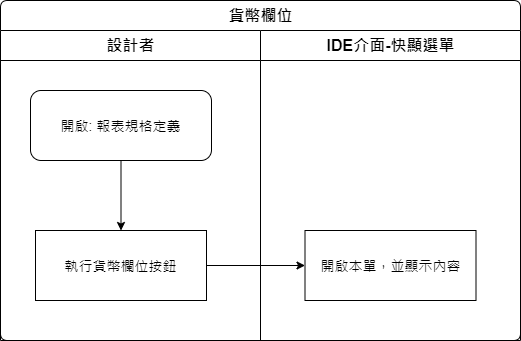 貨幣欄位
設計者
IDE介面-快顯選單
開啟: 報表規格定義
執行貨幣欄位按鈕
開啟本單，並顯示內容